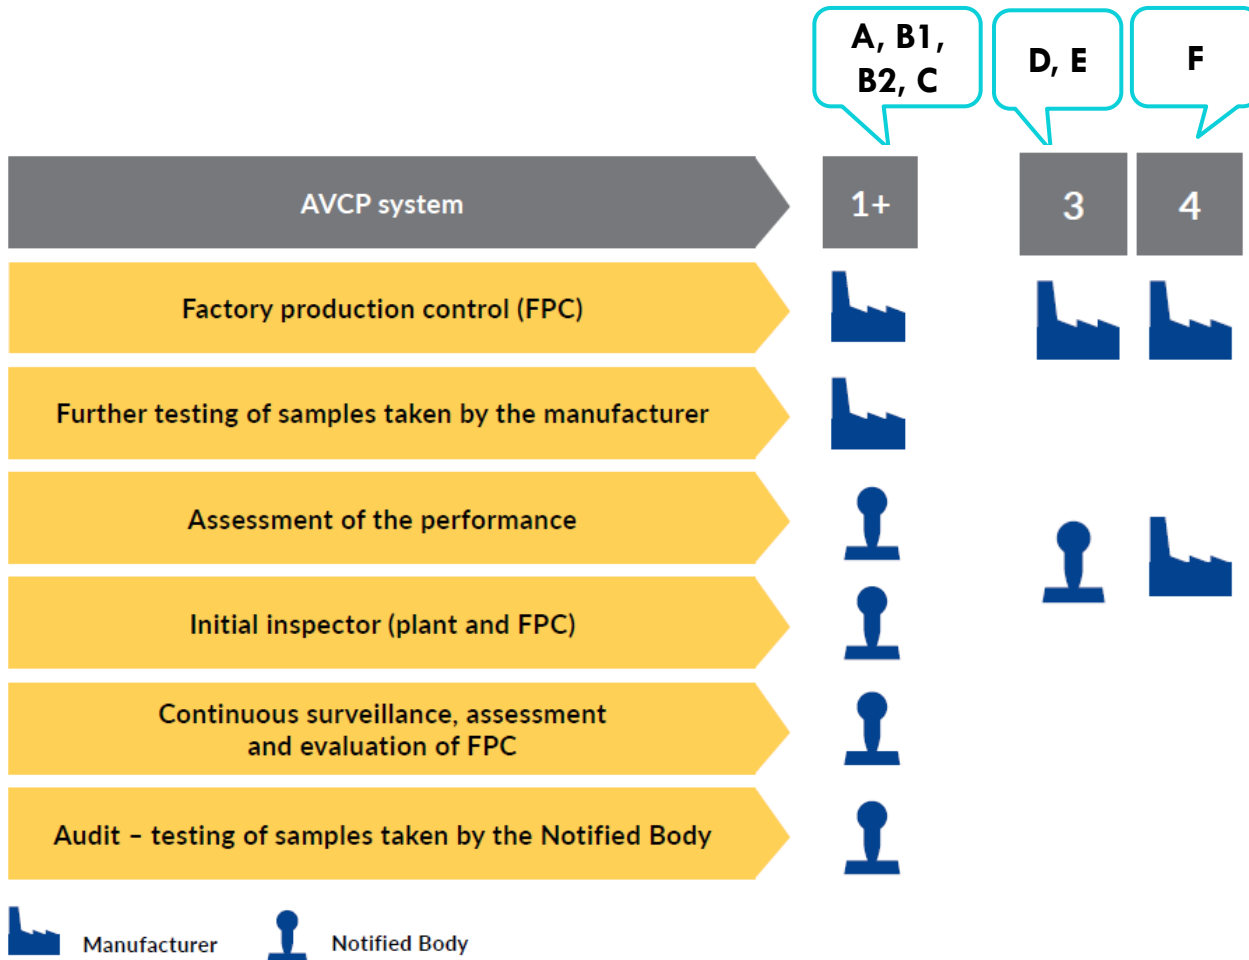 A, B1,
B2, C
D, E
F
AVCP system
1+
3
4
Factory production control (FPC)
Further testing of samples taken by the manufacturer
Assessment of the performance
Initial inspector (plant and FPC)
Continuous surveillance, assessment
and evaluation of FPC
Audit – testing of samples taken by the Notified Body
Manufacturer
Notified Body